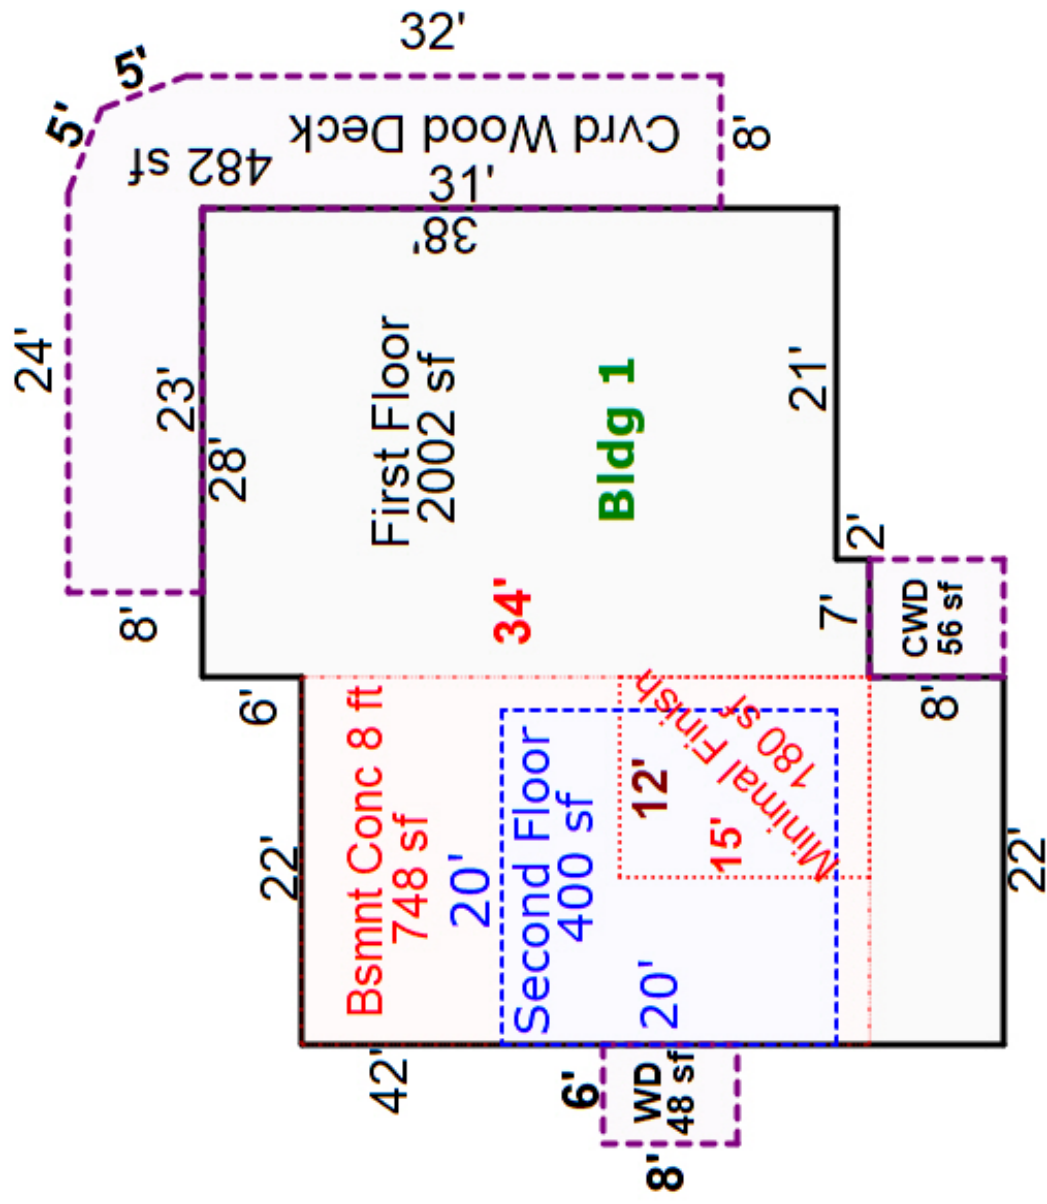 32'
5'
5'
Cvrd Wood Deck
482 sf
8'
31'
38'
24'
23'
28'
First Floor
2002 sf
Bldg 1
21'
2'
8'
34'
7'
CWD
56 sf
6'
8'
Bsmnt Conc 8 ft
748 sf
22'
20'
Second Floor
400 sf
12'
15'
Minimal Finish
180 sf
20'
22'
42'
6'
WD
48 sf
8'